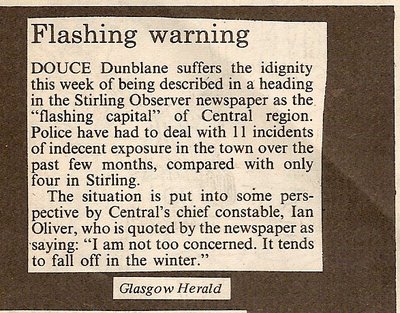 Flashing warning
DOUCE Dunblane suffers the idignity
this week of being described in a heading
in the Stirling Observer newspaper as the
“flashing capital” of Central region.
Police have had to deal with 11 incidents
of indecent exposure in the town over the
past few months, compared with only
four in Stirling.
The situation is put into some pers-
pective by Central's chief constable, Ian
Oliver, who is quoted by the newspaper as
saying: “I am not too concerned. It tends
to fall off in the winter.”
Glasgow Herald